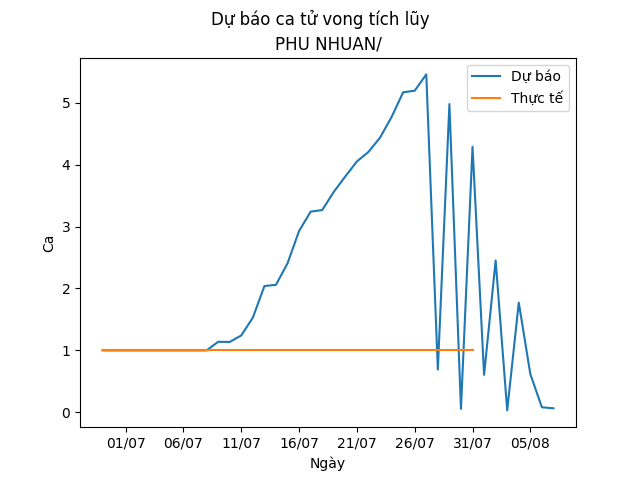 Dự báo ca tử vong tích lũy
PHU NHUAN/
Dự báo
Thực tế
Ca
5
4
3
2
1
0
01/07 06/07 11/07 16/07 21/07 26/07 31/07 05/08
Ngày